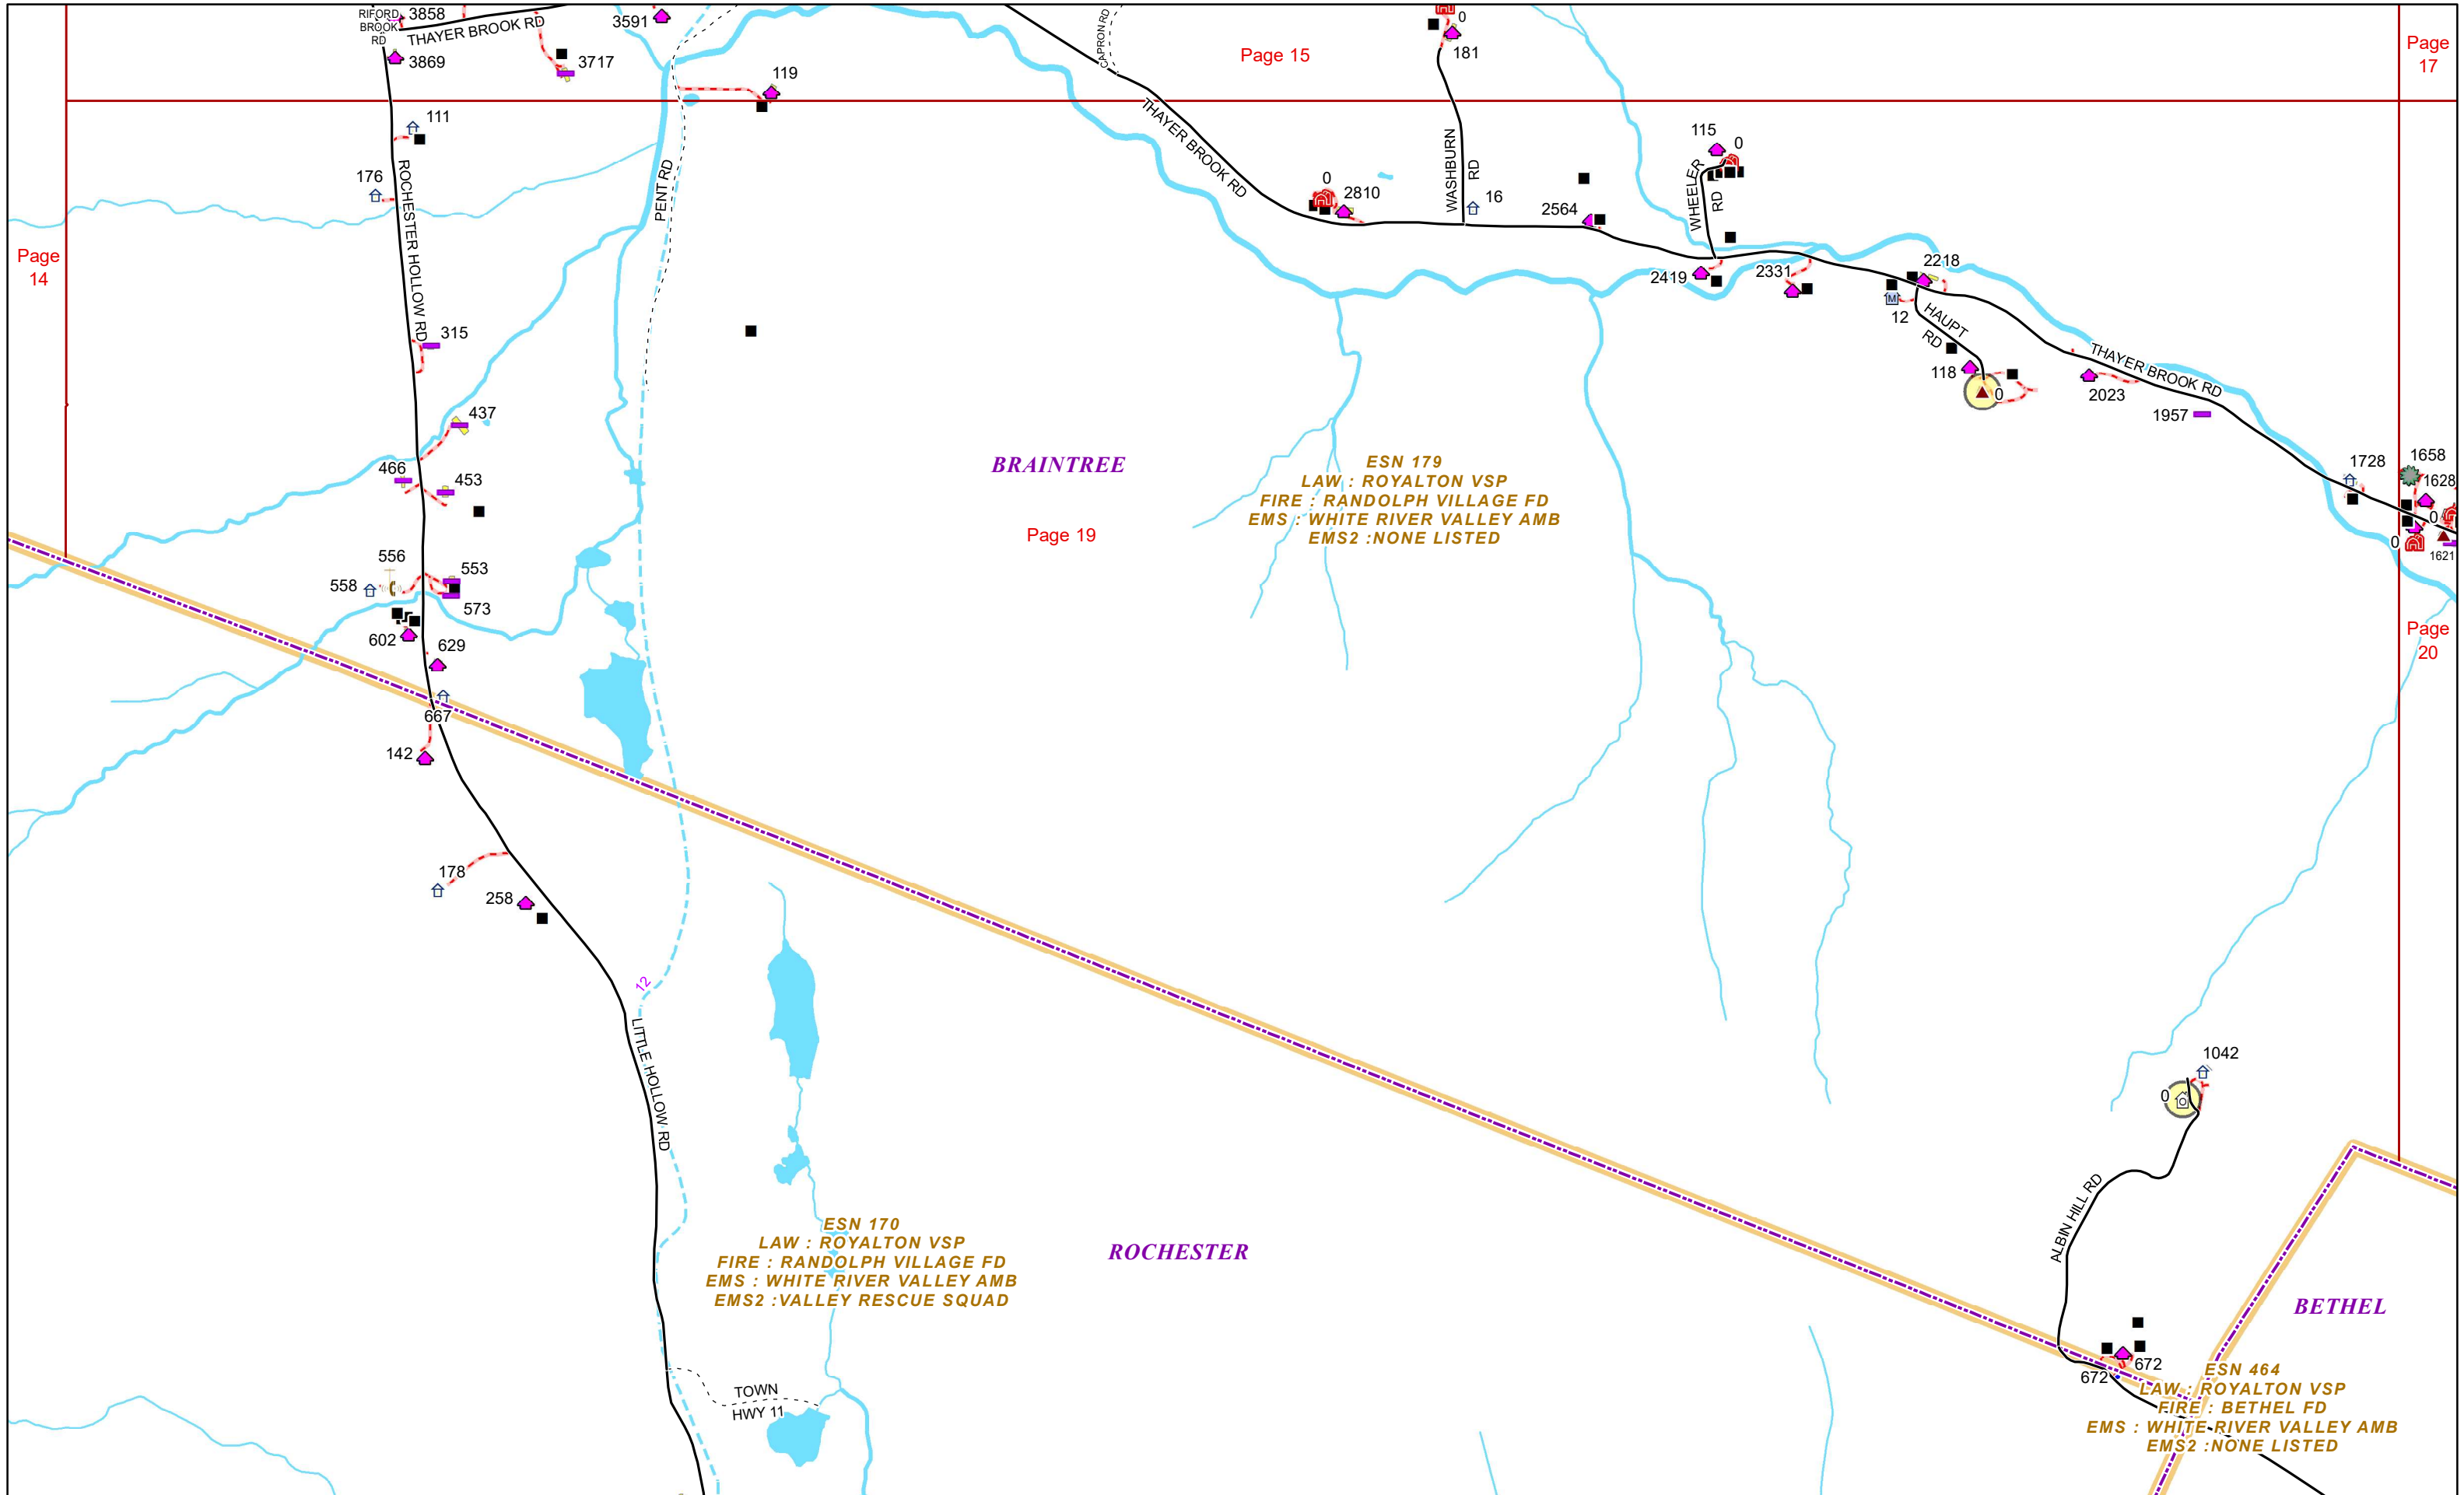 RIFORD
BROOK
RD
3858
THAYER BROOK RD
3869
3717
3591
119
CAPRON RD
Page 15
0
181
Page
17
111
176
ROCHESTER HOLLOW RD
PENT RD
THAYER BROOK RD
0
2810
WASHBURN
RD
16
2564
115
0
WHEELER
RD
2419
2331
2218
12
HAUPT
RD
118
0
THAYER BROOK RD
2023
1957
Page
14
315
437
466
453
BRAINTREE
Page 19
ESN 179
LAW : ROYALTON VSP
FIRE : RANDOLPH VILLAGE FD
EMS : WHITE RIVER VALLEY AMB
EMS2 :NONE LISTED
1728
1658
1628
0
0
1621
556
558
553
573
602
629
667
142
Page
20
178
258
12
LITTLE HOLLOW RD
1042
0
ALBIN HILL RD
ESN 170
LAW : ROYALTON VSP
FIRE : RANDOLPH VILLAGE FD
EMS : WHITE RIVER VALLEY AMB
EMS2 :VALLEY RESCUE SQUAD
ROCHESTER
BETHEL
672
672
ESN 464
LAW : ROYALTON VSP
FIRE : BETHEL FD
EMS : WHITE RIVER VALLEY AMB
EMS2 :NONE LISTED
TOWN
HWY 11
M